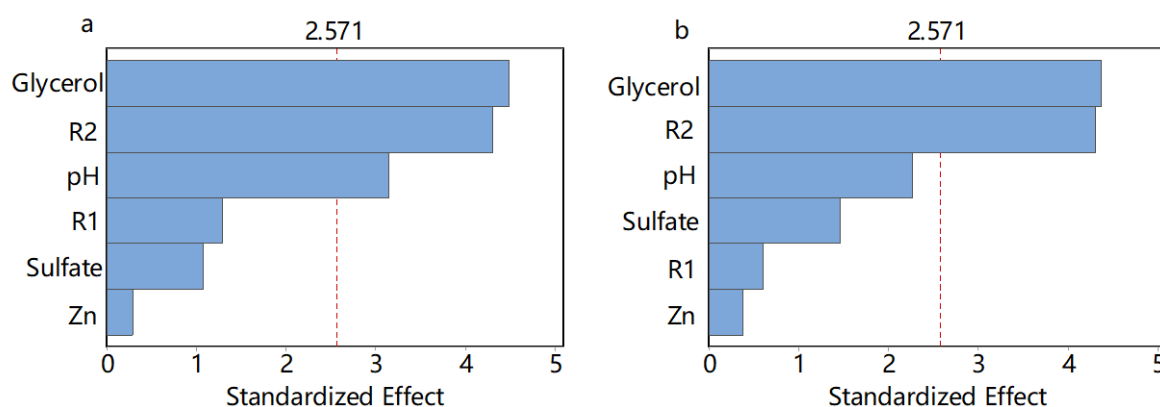 a
2.571
Glycerol
R2
pH
R1
Sulfate
Zn
0 1 2 3 4 5
Standardized Effect
b
2.571
Glycerol
R2
pH
Sulfate
R1
Zn
0 1 2 3 4 5
Standardized Effect